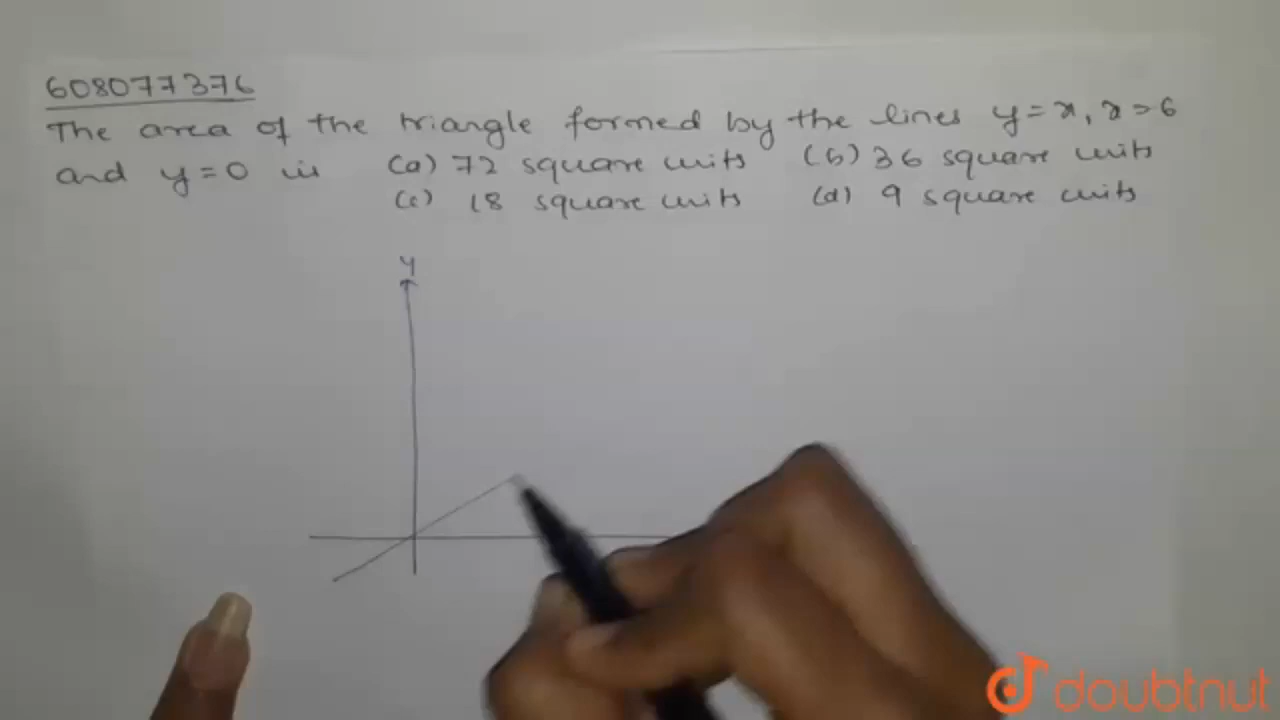 608077376
The area of the triangle formed by the lines y=x, x=6
and y=0 is (a) 72 square units (b) 36 square units
(c) 18 square units (d) 9 square units
y
doubtnut